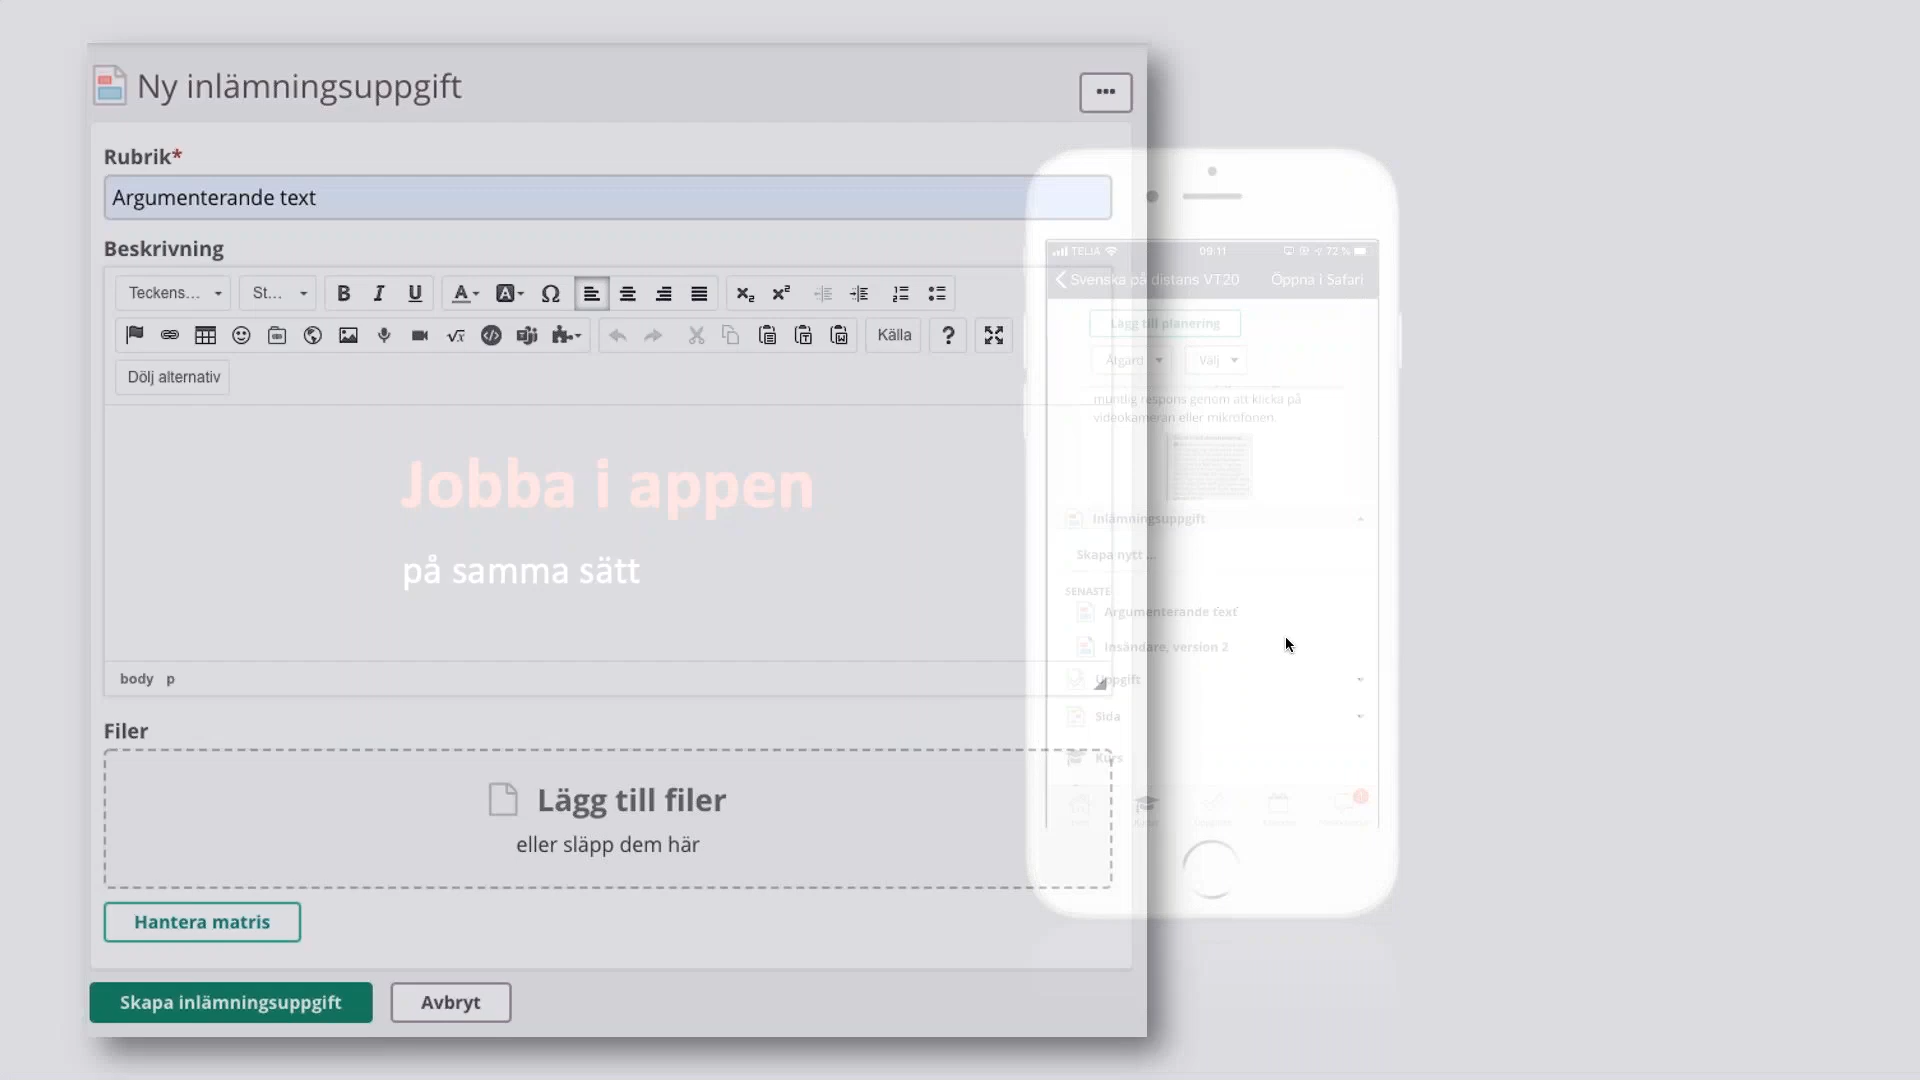 Ny inlämningsuppgift
Rubrik*
Argumenterande text
Beskrivning
Teckens...
St...
Källa
Dölj alternativ
Jobba i appen
på samma sätt
body p
Filer
Lägg till filer
eller släpp dem här
Hantera matris
Skapa inlämningsuppgift
Avbryt
TELIA 09:11 72 %
Svenska på distans VT20 Öppna i Safari
Lägg till planering
Åtgärd Välj
muntlig respons genom att klicka på
videokameran eller mikrofonen.
Inlämningsuppgift
Skapa nytt ...
SENASTE
Argumenterande text
Insändare, version 2
Uppgift
Sida
Kurs